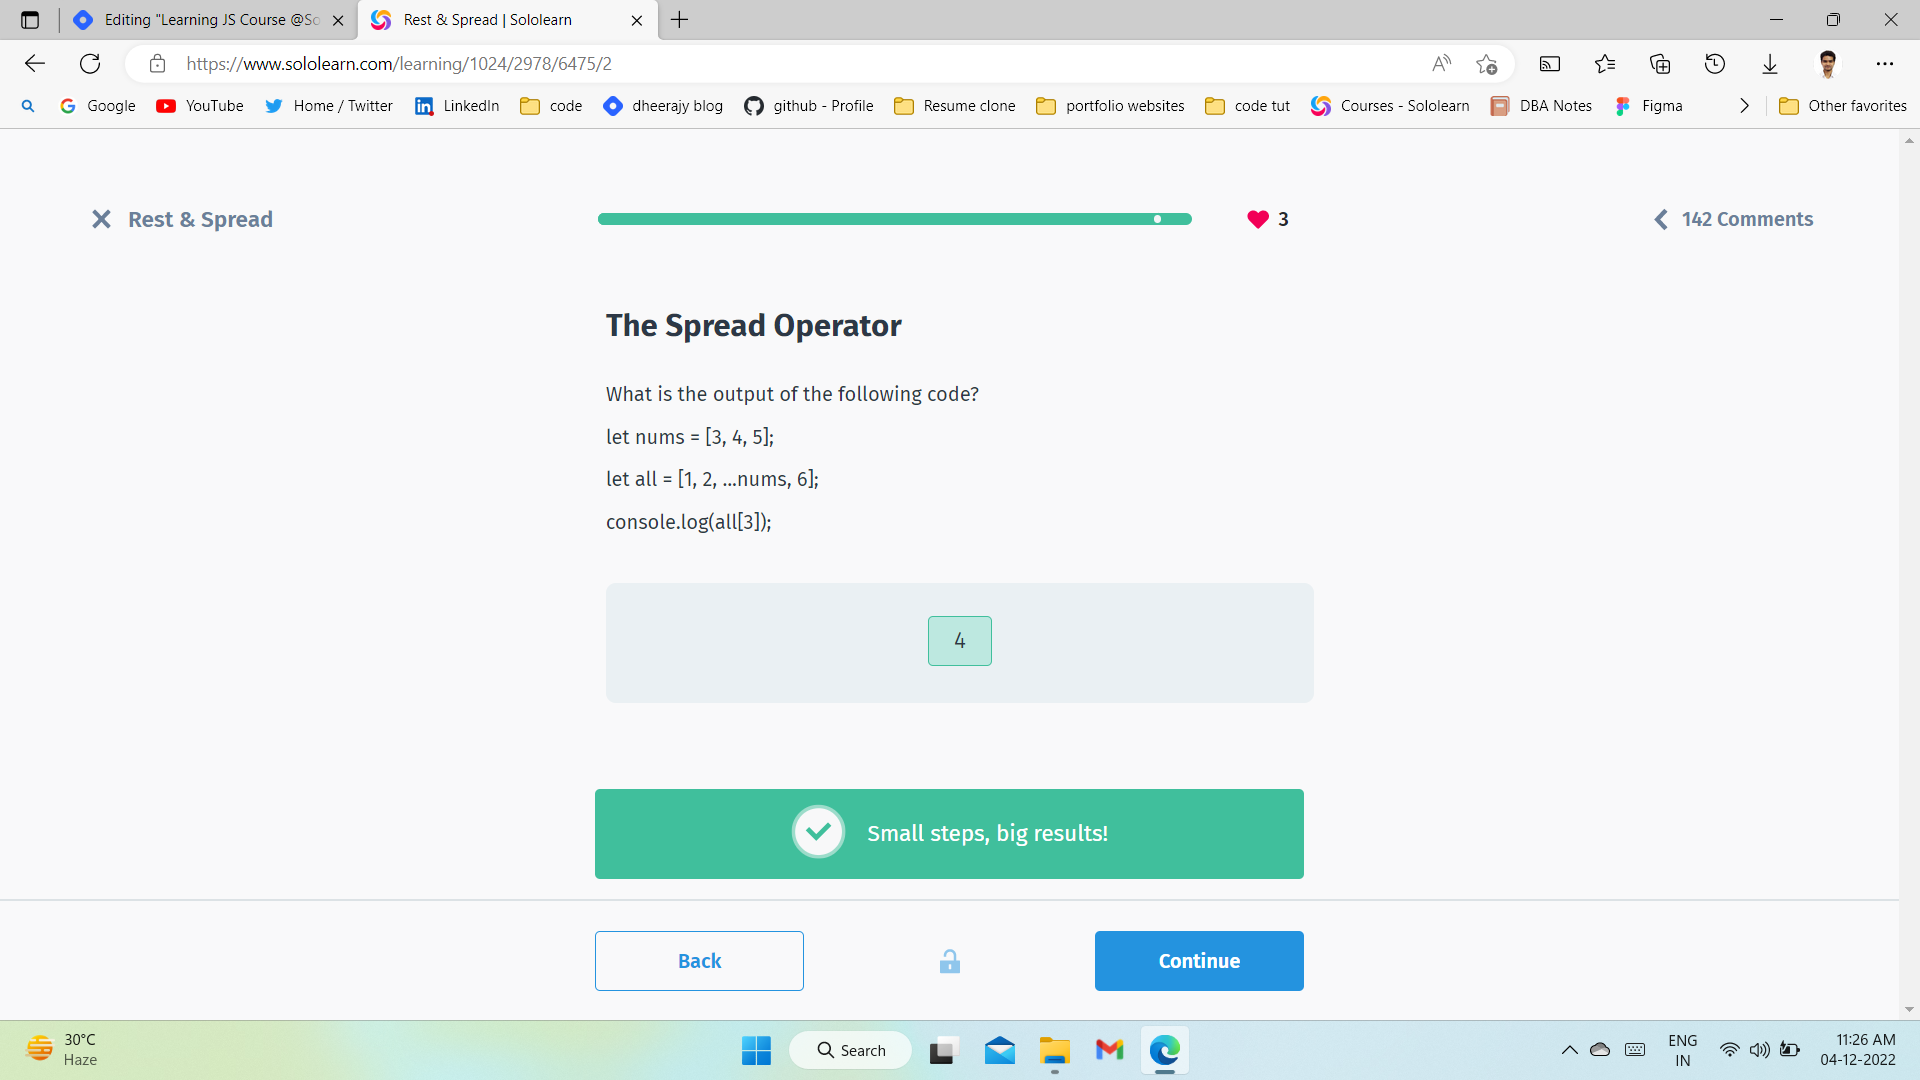 Editing "Learning JS Course @So
Rest & Spread | Sololearn
https://www.sololearn.com/learning/1024/2978/6475/2
Google
YouTube
Home / Twitter
LinkedIn
code
dheerajy blog
github - Profile
Resume clone
portfolio websites
code tut
Courses - Sololearn
DBA Notes
Figma
Other favorites
Rest & Spread
3
142 Comments
The Spread Operator
What is the output of the following code?
let nums = [3, 4, 5];
let all = [1, 2, ...nums, 6];
console.log(all[3]);
4
Small steps, big results!
Back
Continue
30°C
Haze
Search
ENG
IN
11:26 AM
04-12-2022